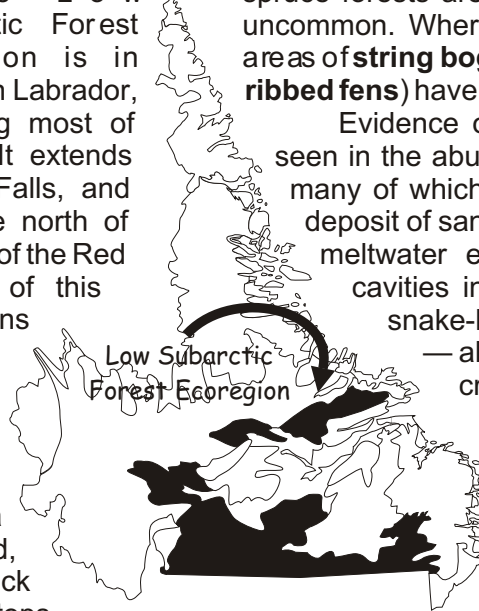 tic Forest
on is in
Labrador,
g most of
It extends
Falls, and
e north of
of the Red
of this
ns
d,
ck
spruce forests are
uncommon. Wher
areas of string bog
ribbed fens) have
Evidence
seen in the abu
many of which
deposit of san
meltwater e
cavities in
snake-
— al
cr
Low Subarctic
Forest Ecoregion